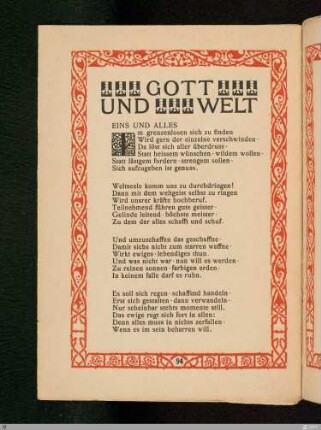 GOTT
UND WELT
EINS UND ALLES
Im grenzenlosen sich zu finden
Wird gern der einzelne verschwinden·
Da löst sich aller überdruss·
Statt heissem wünschen · wildem wollen·
Statt lästgem fordern · strengem sollen·
Sich aufzugeben ist genuss.
Weltseele komm uns zu durchdringen!
Dann mit dem weltgeist selbst zu ringen
Wird unsrer kräfte hochberuf.
Teilnehmend führen gute geister·
Gelinde leitend · höchste meister·
Zu dem der alles schafft und schuf.
Und umzuschaffen das geschaffne·
Damit sichs nicht zum starren waffne·
Wirkt ewiges · lebendiges thun.
Und was nicht war · nun will es werden·
Zu reinen sonnen · farbigen erden·
In keinem falle darf es ruhn.
Es soll sich regen · schaffend handeln·
Erst sich gestalten · dann verwandeln·
Nur scheinbar stehts momente still.
Das ewige regt sich fort in allen:
Denn alles muss in nichts zerfallen·
Wenn es im sein beharren will.
94